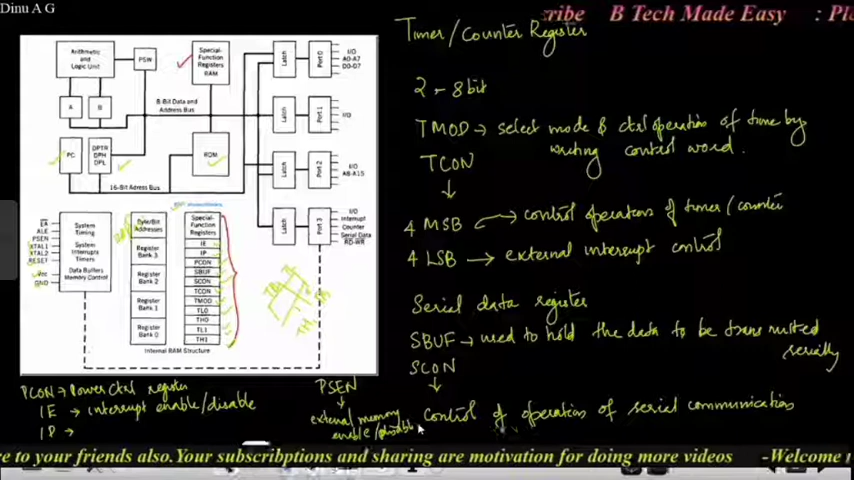 Dinu A G
ribe B Tech Made Easy : Ple
Arithmetic and Logic Unit
PSW
Special-Function Registers RAM
Latch
Port 0
I/O
A0-A7
D0-D7
A
B
8-Bit Data and Address Bus
Latch
Port 1
I/O
PC
DPTR
DPH
DPL
ROM
Latch
Port 2
I/O
A8-A15
16-Bit Adress Bus
Latch
Port 3
I/O
Interrupt
Counter
Serial Data
RD-WR
EA
ALE
PSEN
XTAL1
XTAL2
RESET
Vcc
GND
System Timing
System Interrupts Timers
Data Buffers
Memory Control
Byte/Bit Addresses
Register Bank 3
Register Bank 2
Register Bank 1
Register Bank 0
Special-Function Registers
IE
IP
PCON
SBUF
SCON
TCON
TMOD
TL0
TH0
TL1
TH1
Internal RAM Structure
Timer/Counter Register
2 - 8bit
TMOD → select mode & ctrl operation of time by
writing control word.
TCON
↓
4 MSB → control operations of timer / counter
4 LSB → external interrupt control
Serial data register
SBUF → used to hold the data to be transmitted
serially
SCON
↓
control of operation of serial communication
PCON → Power Ctrl register
IE → interrupt enable/disable
IP →
PSEN
↓
external memory
enable/disable
e to your friends also.Your subscribptions and sharing are motivation for doing more videos -Welcome